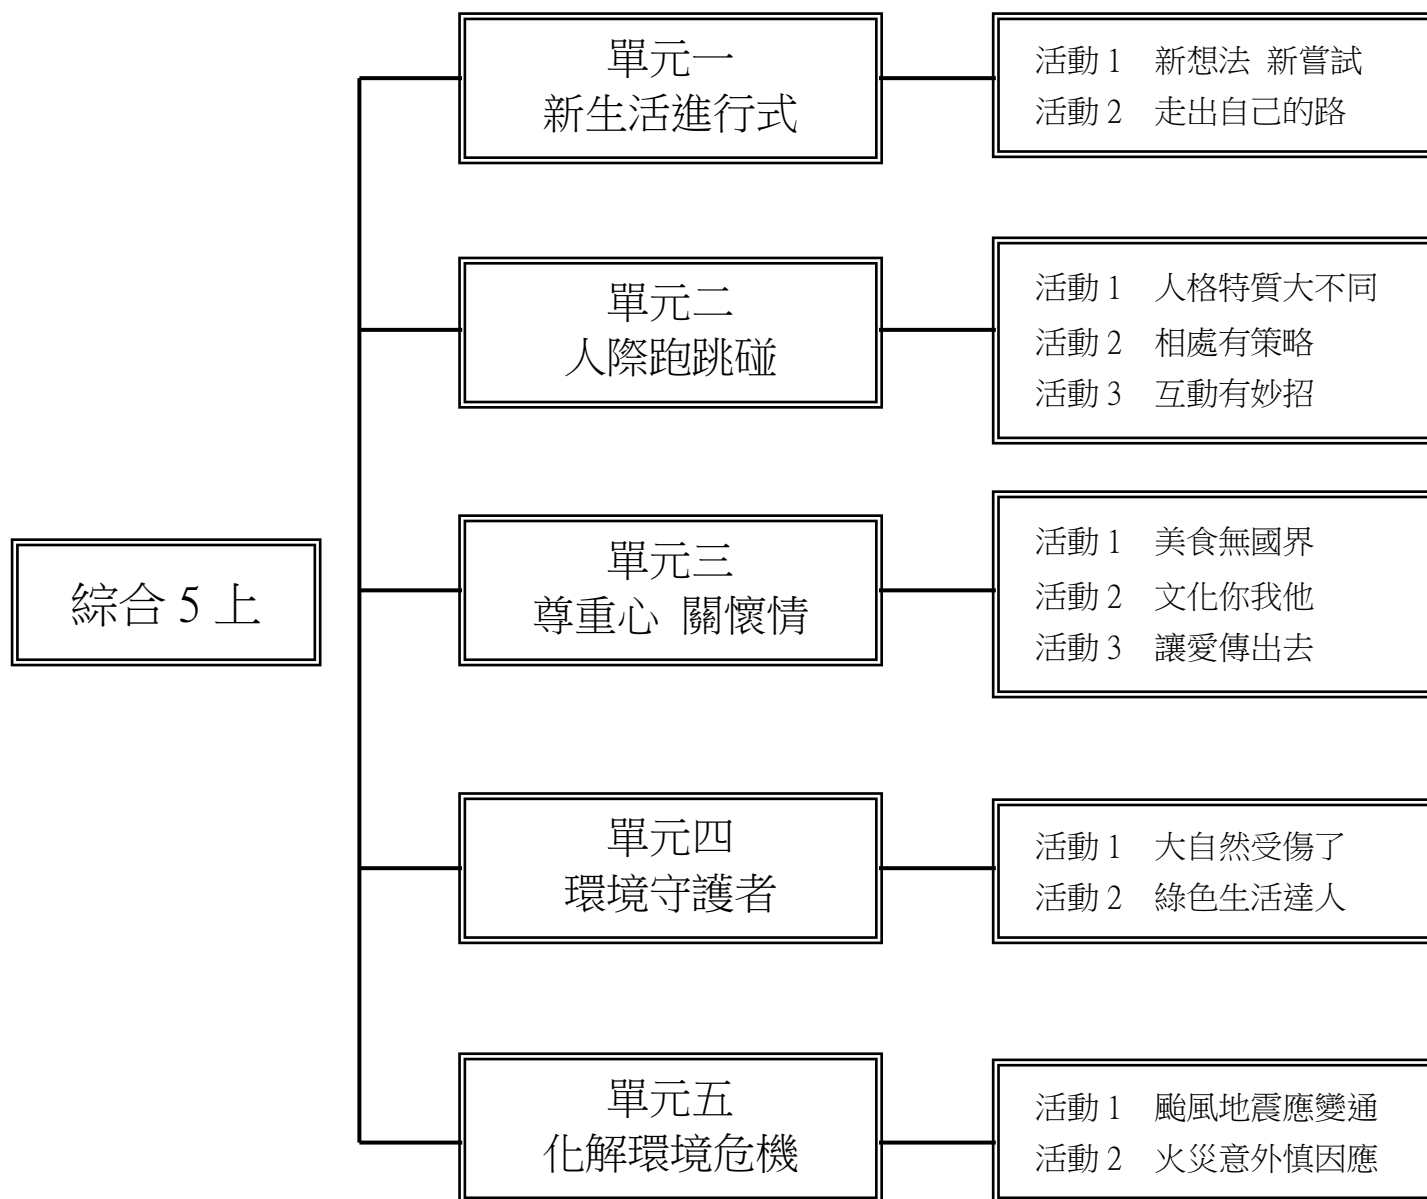 綜合 5 上
單元一
新生活進行式
活動 1 新想法 新嘗試
活動 2 走出自己的路
單元二
人際跑跳碰
活動 1 人格特質大不同
活動 2 相處有策略
活動 3 互動有妙招
單元三
尊重心 關懷情
活動 1 美食無國界
活動 2 文化你我他
活動 3 讓愛傳出去
單元四
環境守護者
活動 1 大自然受傷了
活動 2 綠色生活達人
單元五
化解環境危機
活動 1 颱風地震應變通
活動 2 火災意外慎因應